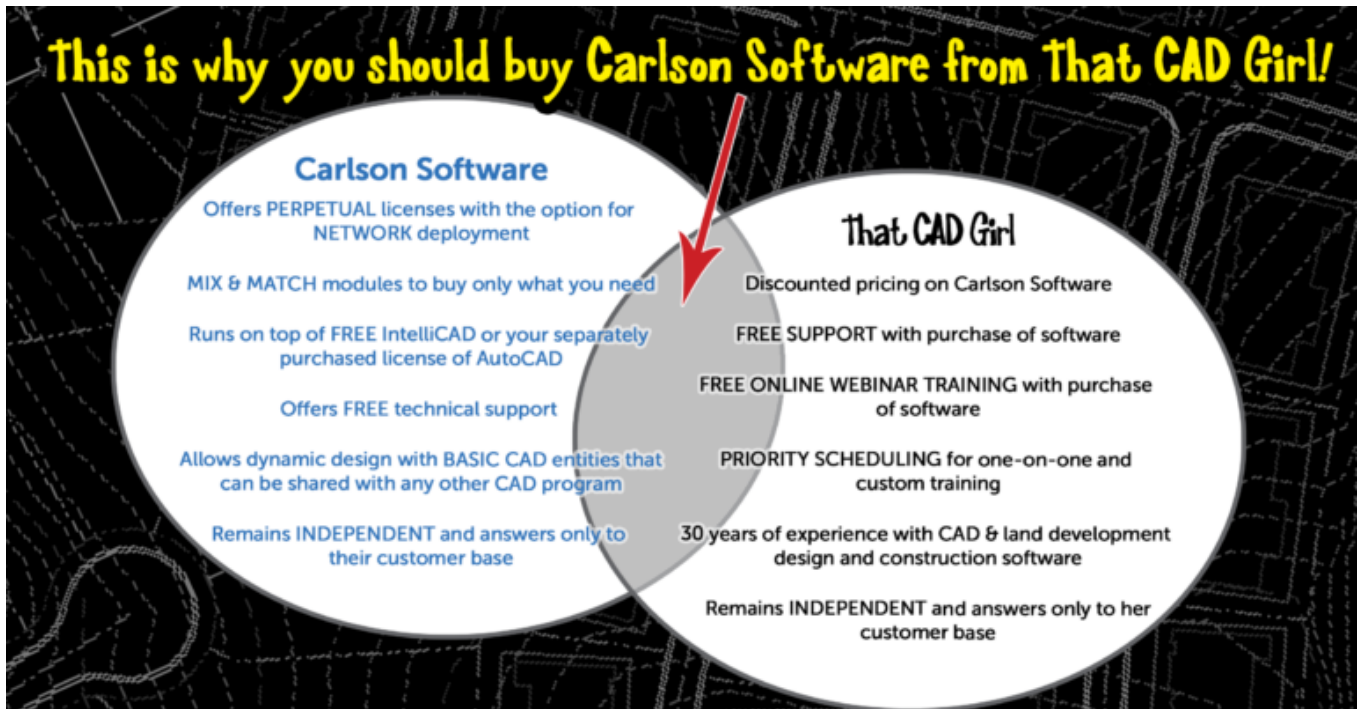 This is why you should buy Carlson Software from That CAD Girl!
Carlson Software
Offers PERPETUAL licenses with the option for
NETWORK deployment
MIX & MATCH modules to buy only what you need
Runs on top of FREE IntelliCAD or your separately
purchased license of AutoCAD
Offers FREE technical support
Allows dynamic design with BASIC CAD entities that
can be shared with any other CAD program
Remains INDEPENDENT and answers only to
their customer base
That CAD Girl
Discounted pricing on Carlson Software
FREE SUPPORT with purchase of software
FREE ONLINE WEBINAR TRAINING with purchase
of software
PRIORITY SCHEDULING for one-on-one and
custom training
30 years of experience with CAD & land development
design and construction software
Remains INDEPENDENT and answers only to her
customer base